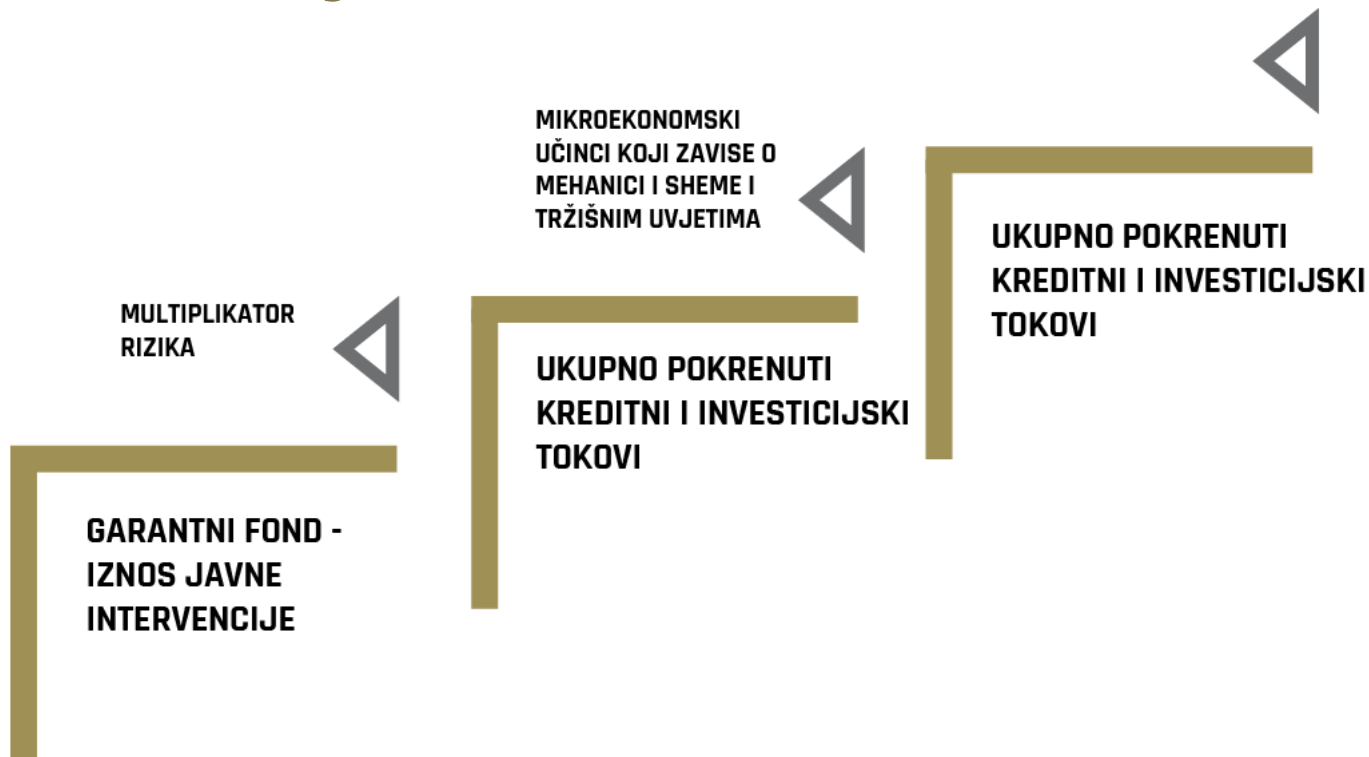 MULTIPLIKATOR
RIZIKA
GARANTNI FOND -
IZNOS JAVNE
INTERVENCIJE
MIKROEKONOMSKI
UČINCI KOJI ZAVISE O
MEHANICI I SHEME I
TRŽIŠNIM UVJETIMA
UKUPNO POKRENUTI
KREDITNI I INVESTICIJSKI
TOKOVI
UKUPNO POKRENUTI
KREDITNI I INVESTICIJSKI
TOKOVI